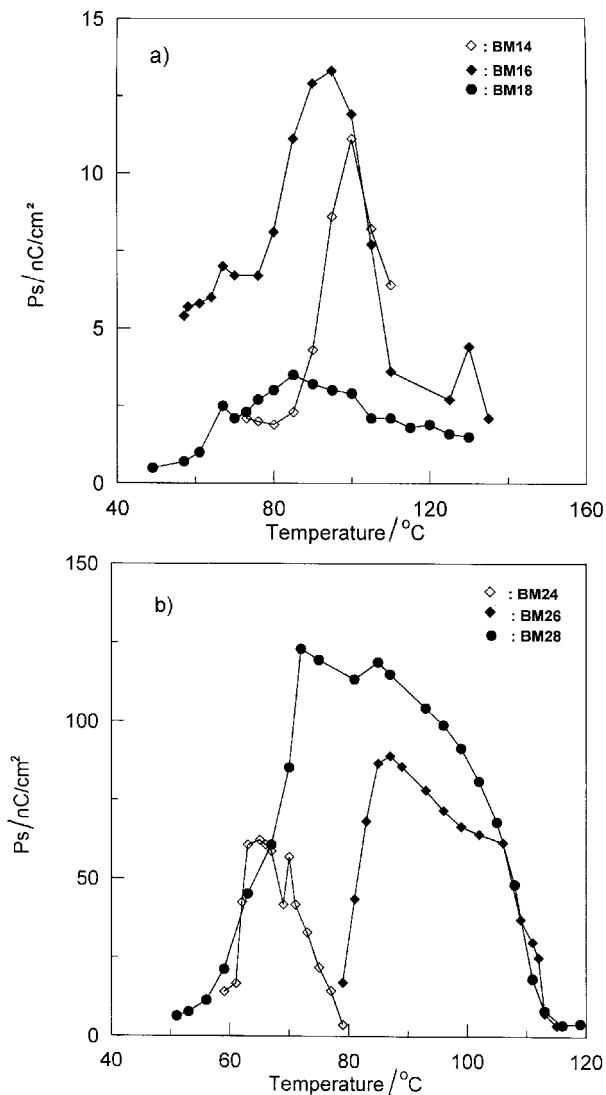 15
a)
: BM14
: BM16
: BM18
10
Ps/ nC/cm²
5
0
40
80
120
160
Temperature/°C
150
b)
: BM24
: BM26
: BM28
100
Ps/ nC/cm²
50
0
40
60
80
100
120
Temperature/°C